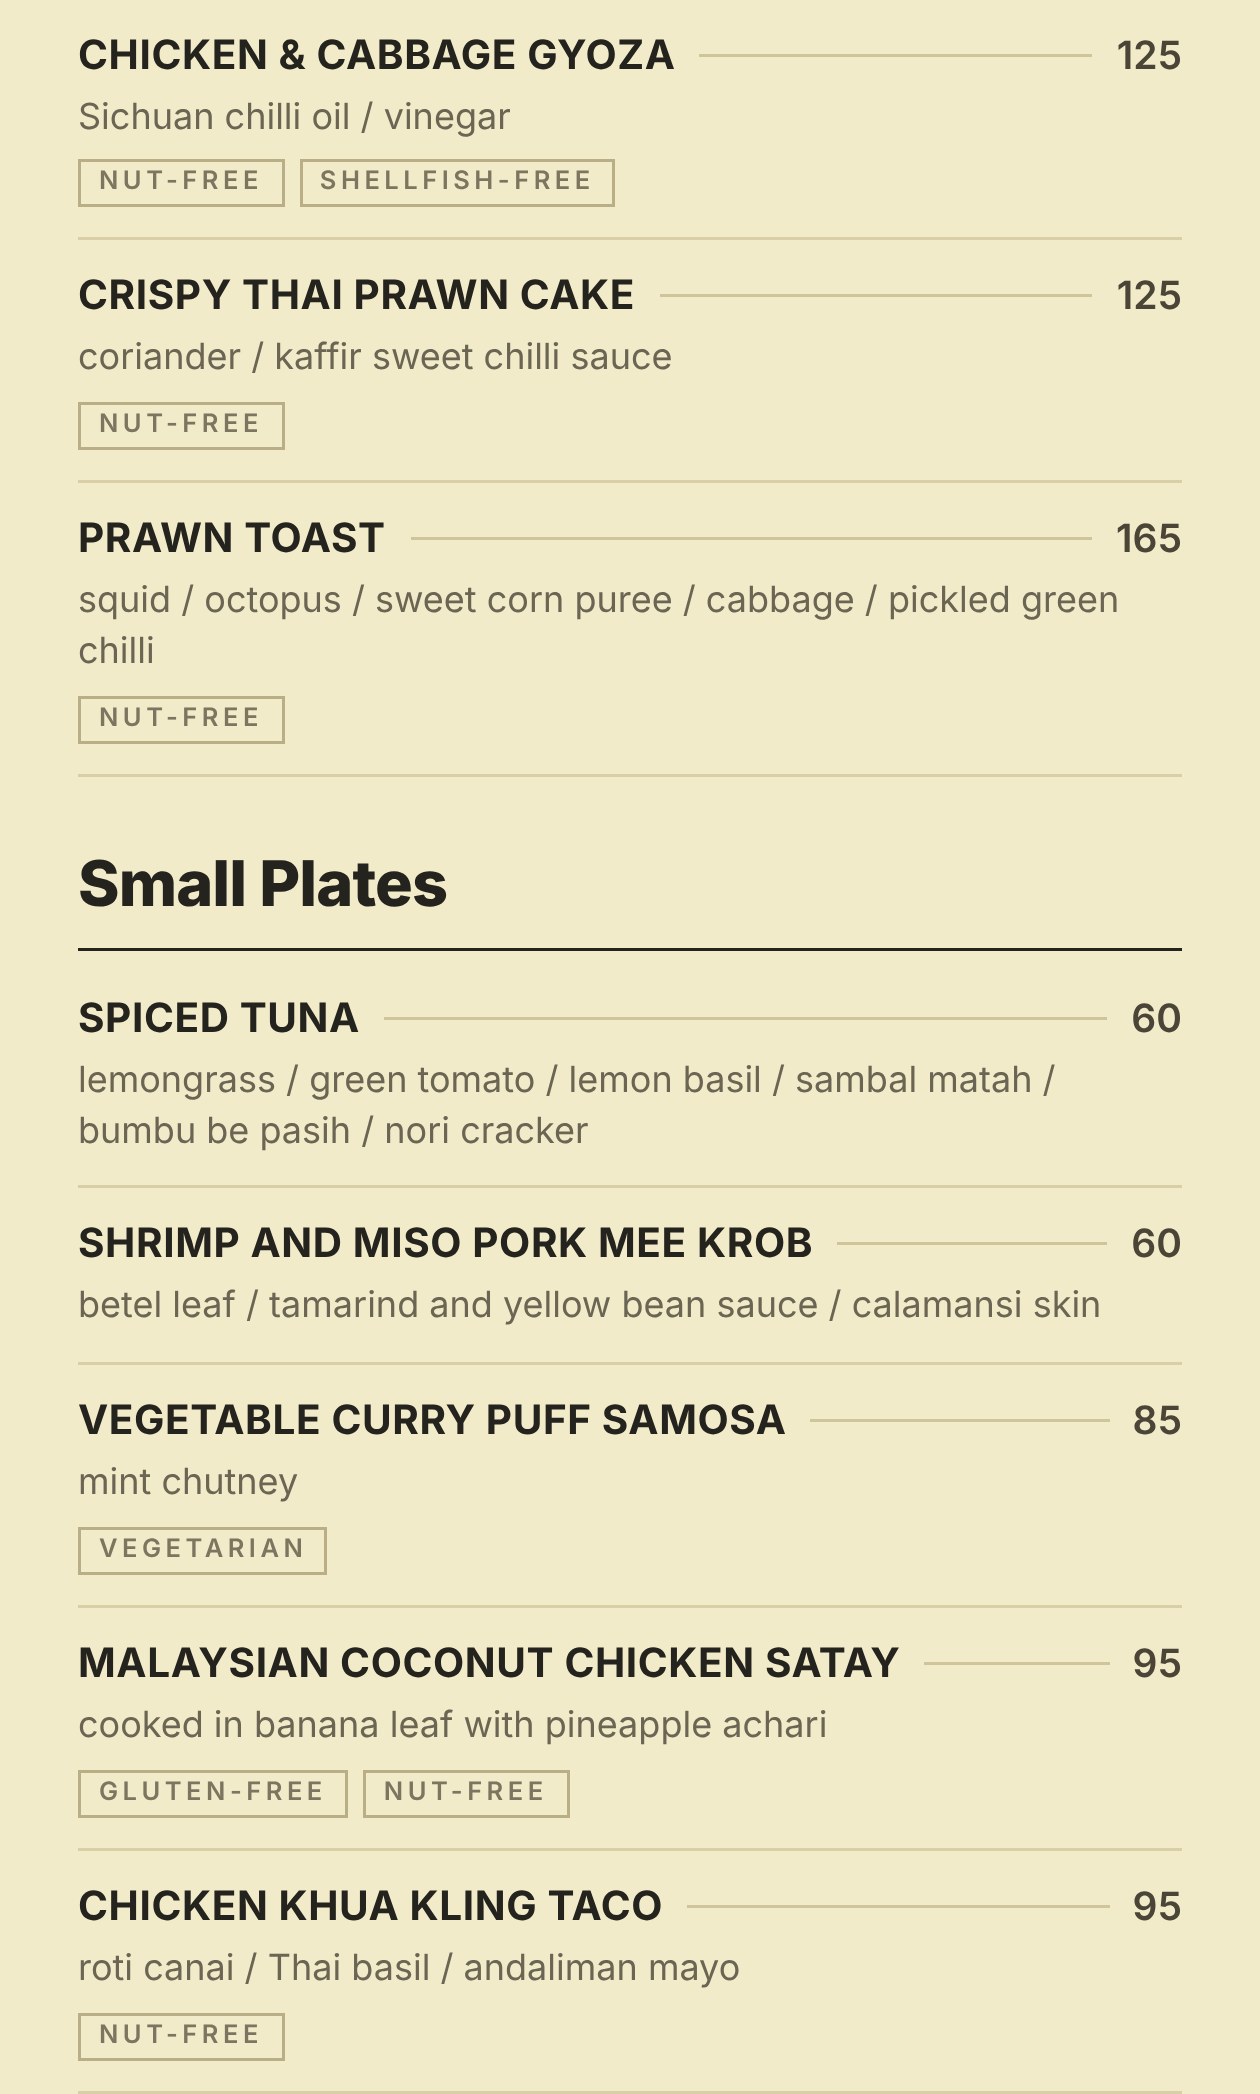 CHICKEN & CABBAGE GYOZA 125
Sichuan chilli oil / vinegar
NUT-FREE SHELLFISH-FREE
CRISPY THAI PRAWN CAKE 125
coriander / kaffir sweet chilli sauce
NUT-FREE
PRAWN TOAST 165
squid / octopus / sweet corn puree / cabbage / pickled green
chilli
NUT-FREE
Small Plates
SPICED TUNA 60
lemongrass / green tomato / lemon basil / sambal matah /
bumbu be pasih / nori cracker
SHRIMP AND MISO PORK MEE KROB 60
betel leaf / tamarind and yellow bean sauce / calamansi skin
VEGETABLE CURRY PUFF SAMOSA 85
mint chutney
VEGETARIAN
MALAYSIAN COCONUT CHICKEN SATAY 95
cooked in banana leaf with pineapple achari
GLUTEN-FREE NUT-FREE
CHICKEN KHUA KLING TACO 95
roti canai / Thai basil / andaliman mayo
NUT-FREE